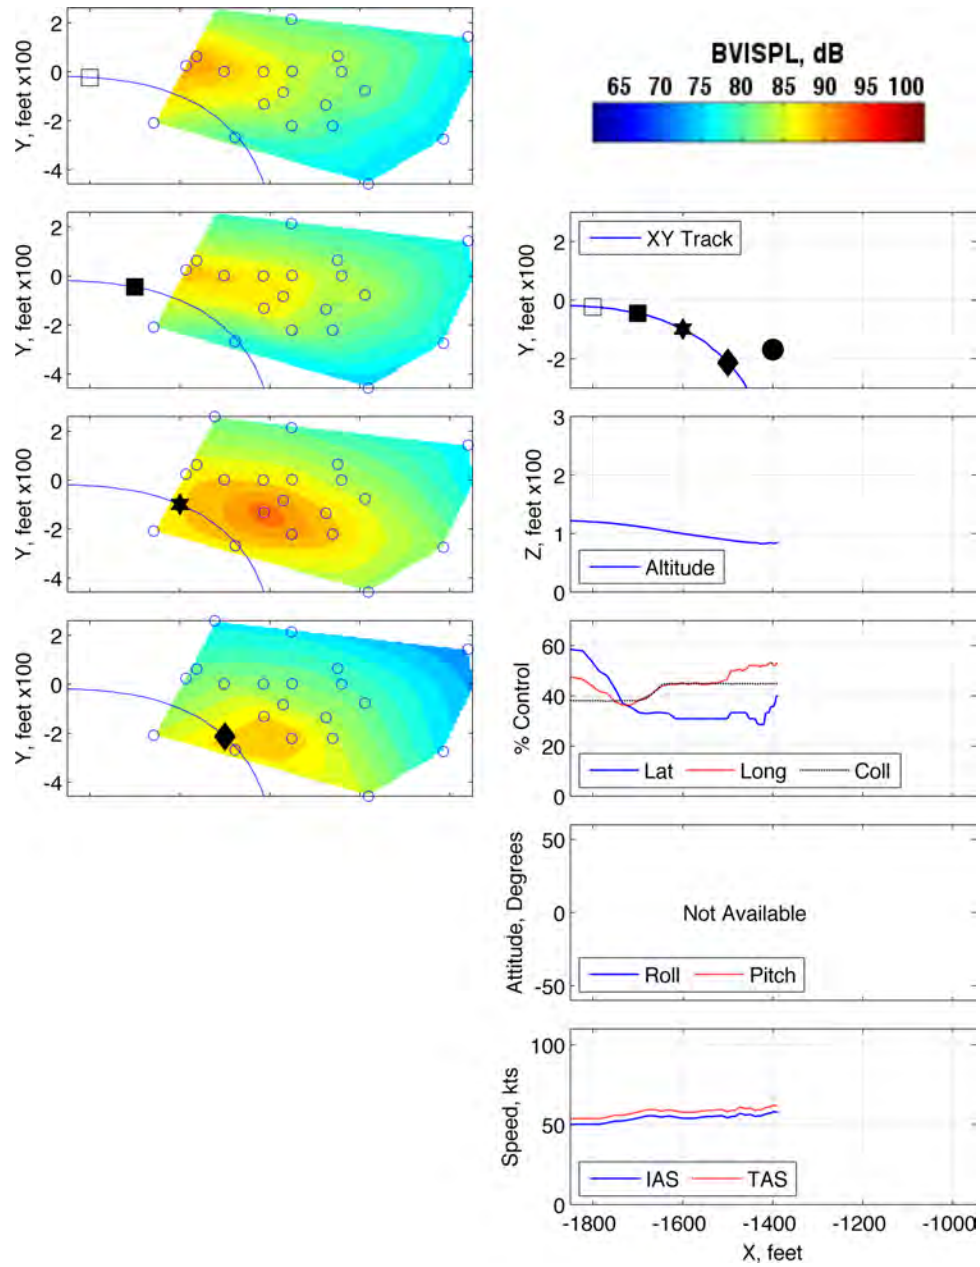 2
0
-2
-4
Y, feet x100
BVISPL, dB
65 70 75 80 85 90 95 100
2
0
-2
-4
Y, feet x100
XY Track
2
0
-2
Y, feet x100
2
0
-2
-4
Y, feet x100
3
2
1
0
Z, feet x100
Altitude
2
0
-2
-4
Y, feet x100
60
40
20
0
% Control
Lat Long Coll
50
0
-50
Attitude, Degrees
Not Available
Roll Pitch
100
50
0
Speed, kts
IAS TAS
-1800 -1600 -1400 -1200 -1000
X, feet